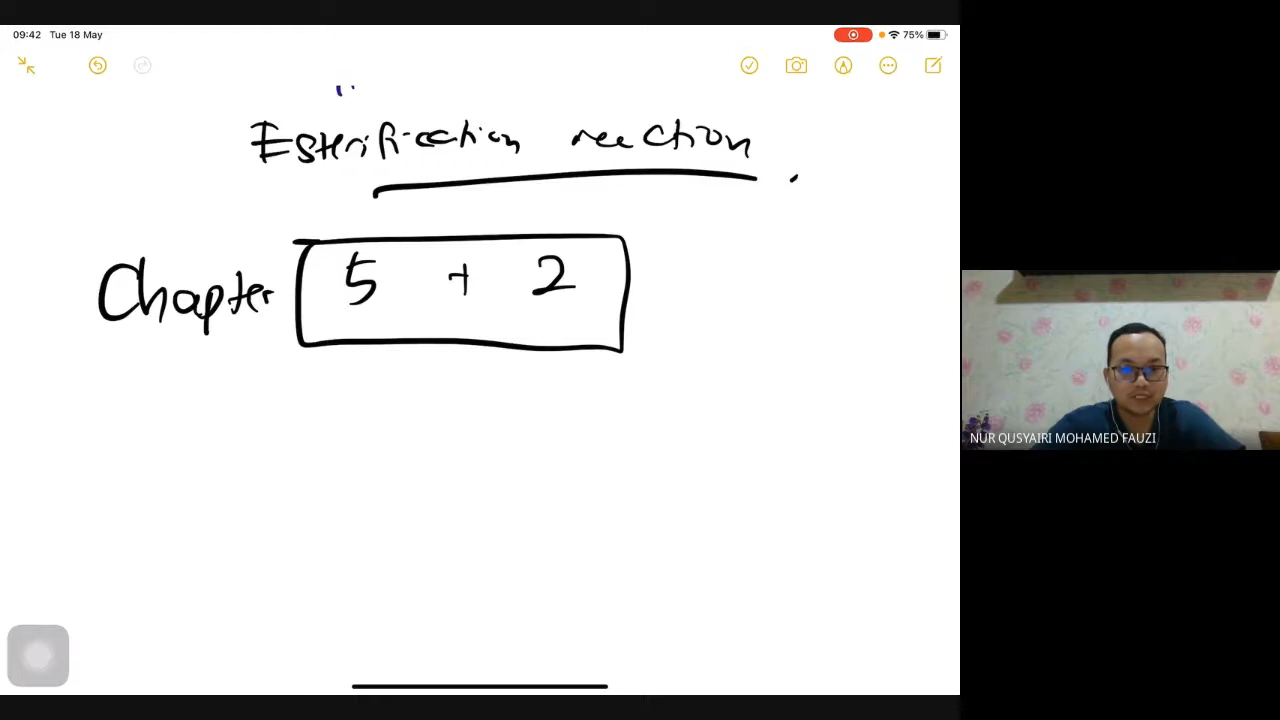 09:42 Tue 18 May 75%
Esterification reaction
Chapter 5 + 2
NUR QUSYAIRI MOHAMED FAUZI